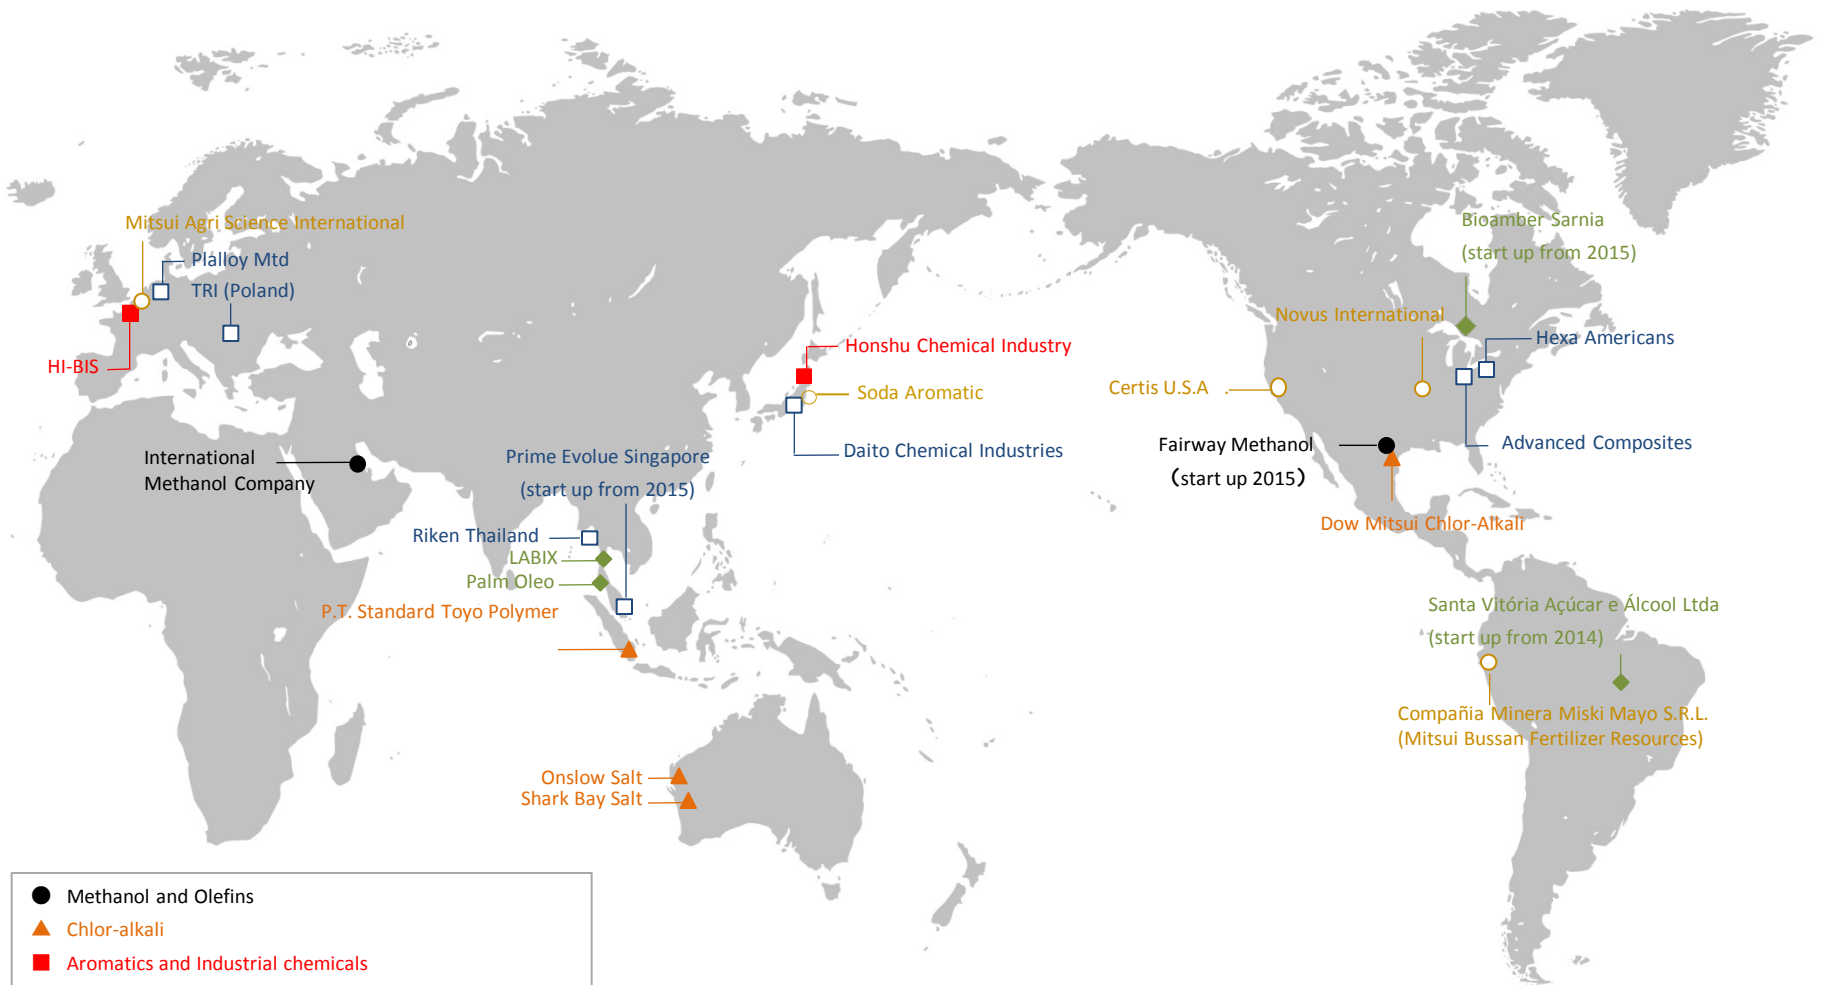 Mitsui Agri Science International
Plalloy Mtd
TRI (Poland)
HI-BIS
International
Methanol Company
Honshu Chemical Industry
Soda Aromatic
Daito Chemical Industries
Prime Evolue Singapore
(start up from 2015)
Riken Thailand
LABIX
Palm Oleo
P.T. Standard Toyo Polymer
Onslow Salt
Shark Bay Salt
Bioamber Sarnia
(start up from 2015)
Novus International
Hexa Americans
Certis U.S.A .
Fairway Methanol
(start up 2015)
Advanced Composites
Dow Mitsui Chlor-Alkali
Santa Vitória Açúcar e Álcool Ltda
(start up from 2014)
Compañia Minera Miski Mayo S.R.L.
(Mitsui Bussan Fertilizer Resources)
Methanol and Olefins
Chlor-alkali
Aromatics and Industrial chemicals